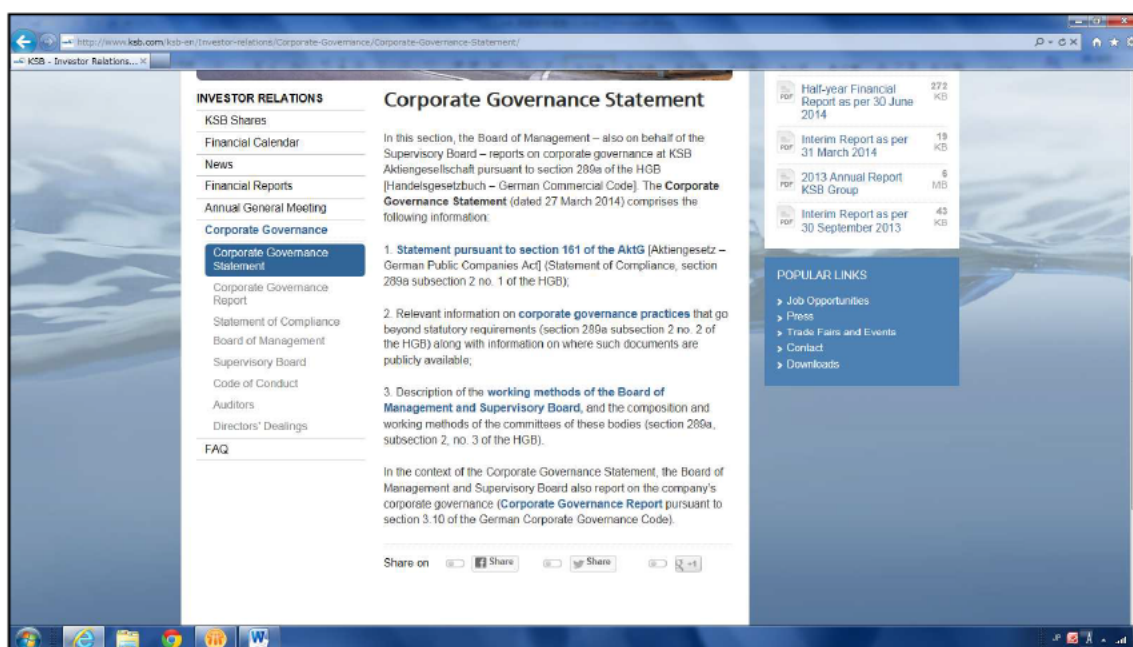 http://www.ksb.com/ksb-en/Investor-relations/Corporate-Governance/Corporate-Governance-Statement/
KSB - Investor Relations...
INVESTOR RELATIONS
KSB Shares
Financial Calendar
News
Financial Reports
Annual General Meeting
Corporate Governance
Corporate Governance
Statement
Corporate Governance
Report
Statement of Compliance
Board of Management
Supervisory Board
Code of Conduct
Auditors
Directors' Dealings
FAQ
Corporate Governance Statement
In this section, the Board of Management – also on behalf of the
Supervisory Board – reports on corporate governance at KSB
Aktiengesellschaft pursuant to section 289a of the HGB
[Handelsgesetzbuch – German Commercial Code]. The Corporate
Governance Statement (dated 27 March 2014) comprises the
following information:
1. Statement pursuant to section 161 of the AktG [Aktiengesetz –
German Public Companies Act] (Statement of Compliance, section
289a subsection 2 no. 1 of the HGB);
2. Relevant information on corporate governance practices that go
beyond statutory requirements (section 289a subsection 2 no. 2 of
the HGB) along with information on where such documents are
publicly available;
3. Description of the working methods of the Board of
Management and Supervisory Board, and the composition and
working methods of the committees of these bodies (section 289a,
subsection 2, no. 3 of the HGB).
In the context of the Corporate Governance Statement, the Board of
Management and Supervisory Board also report on the company's
corporate governance (Corporate Governance Report pursuant to
section 3.10 of the German Corporate Governance Code).
Share on Share Share +1
PDF Half-year Financial 272
Report as per 30 June KB
2014
PDF Interim Report as per 19
31 March 2014 KB
PDF 2013 Annual Report 6
KSB Group MB
PDF Interim Report as per 43
30 September 2013 KB
POPULAR LINKS
Job Opportunities
Press
Trade Fairs and Events
Contact
Downloads
JP